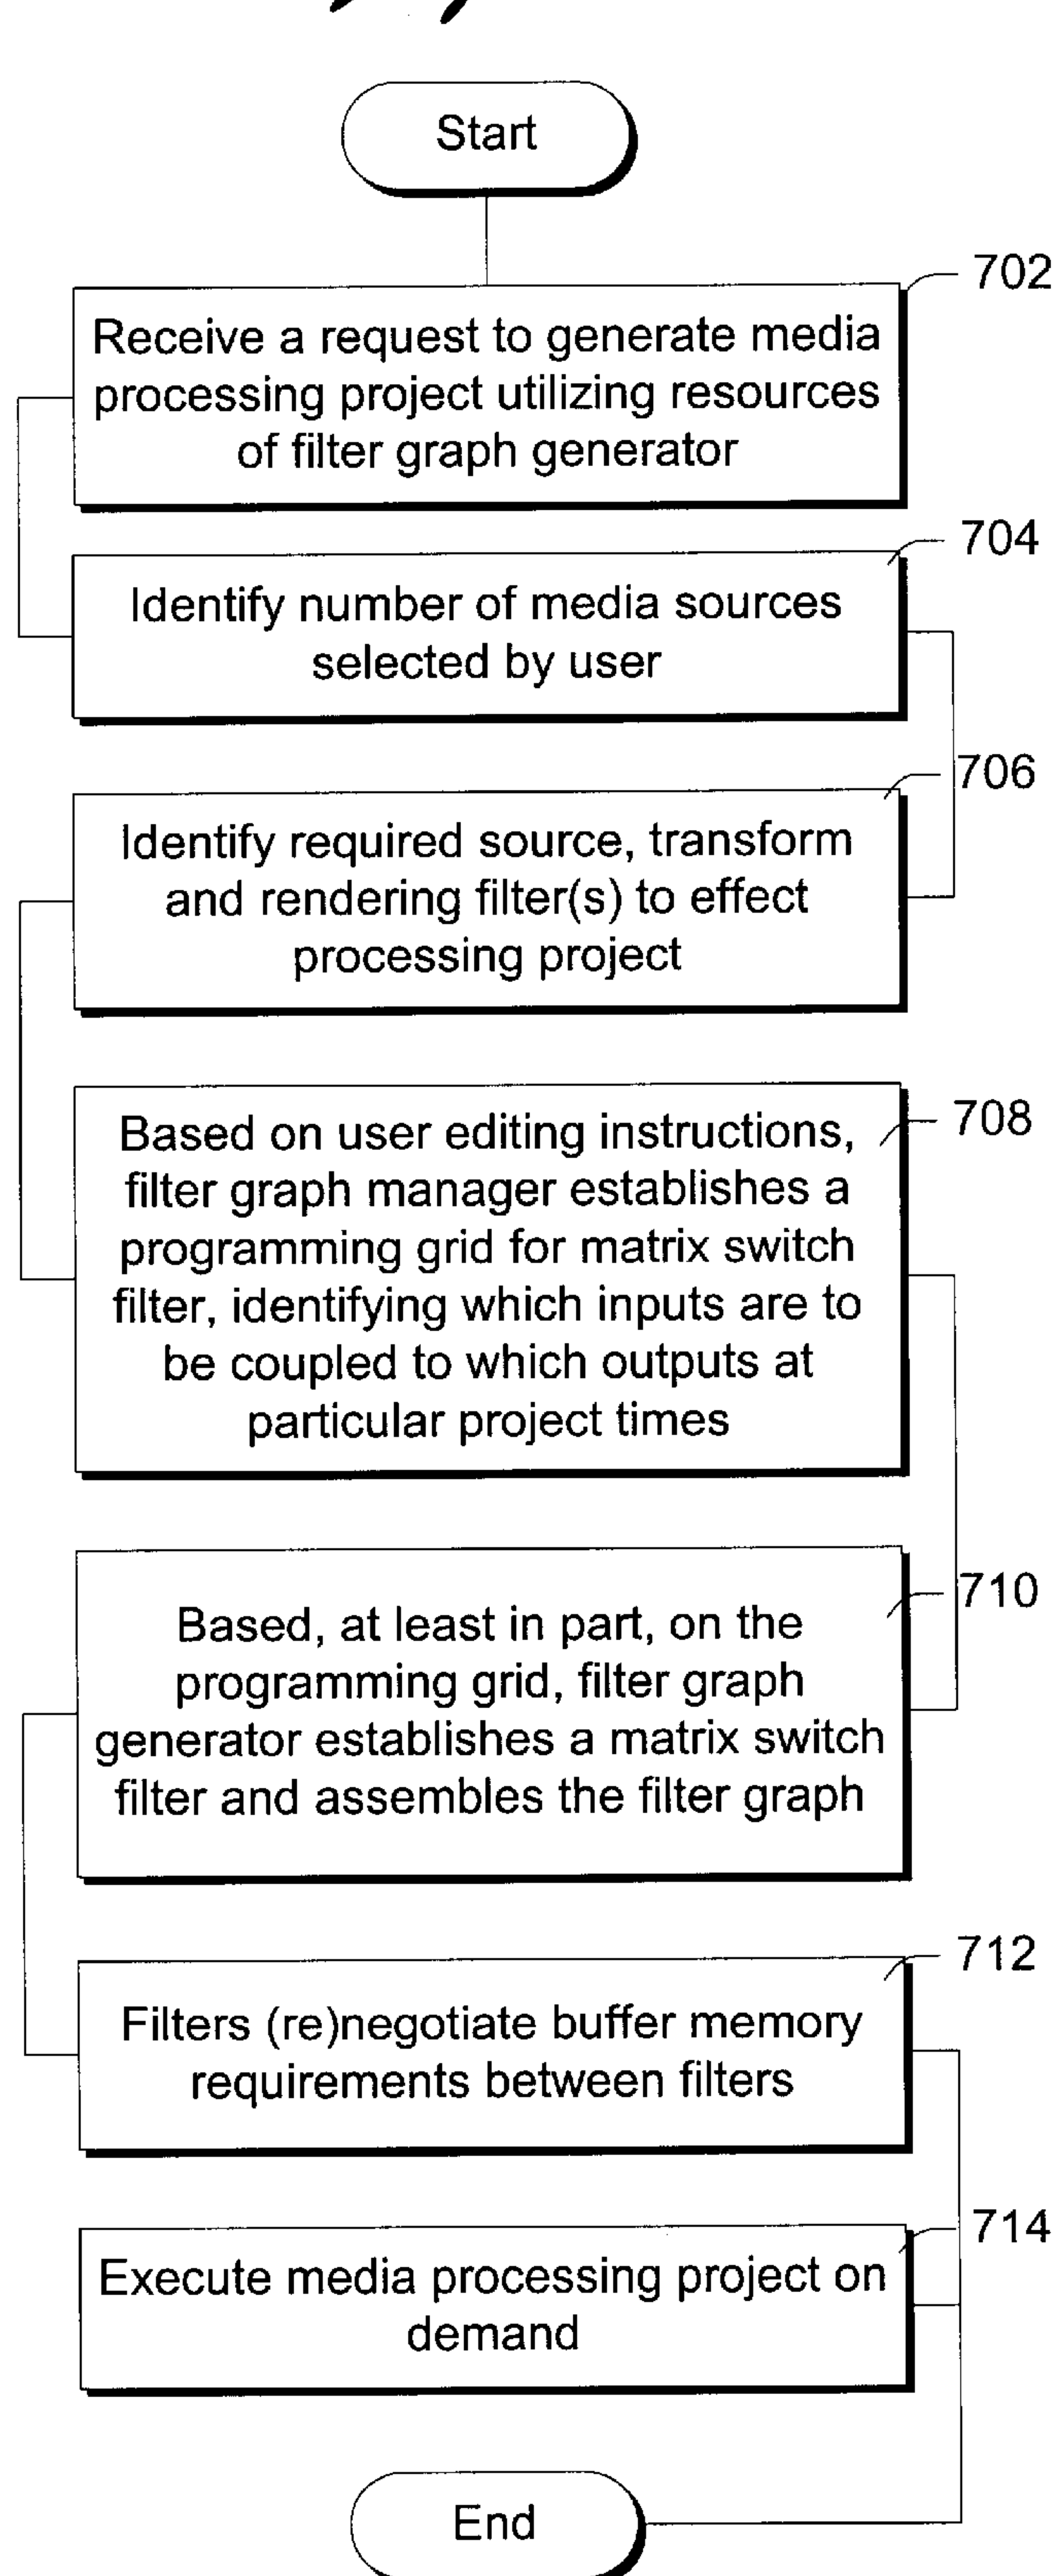 Start
702
Receive a request to generate media
processing project utilizing resources
of filter graph generator
704
Identify number of media sources
selected by user
706
Identify required source, transform
and rendering filter(s) to effect
processing project
708
Based on user editing instructions,
filter graph manager establishes a
programming grid for matrix switch
filter, identifying which inputs are to
be coupled to which outputs at
particular project times
710
Based, at least in part, on the
programming grid, filter graph
generator establishes a matrix switch
filter and assembles the filter graph
712
Filters (re)negotiate buffer memory
requirements between filters
714
Execute media processing project on
demand
End